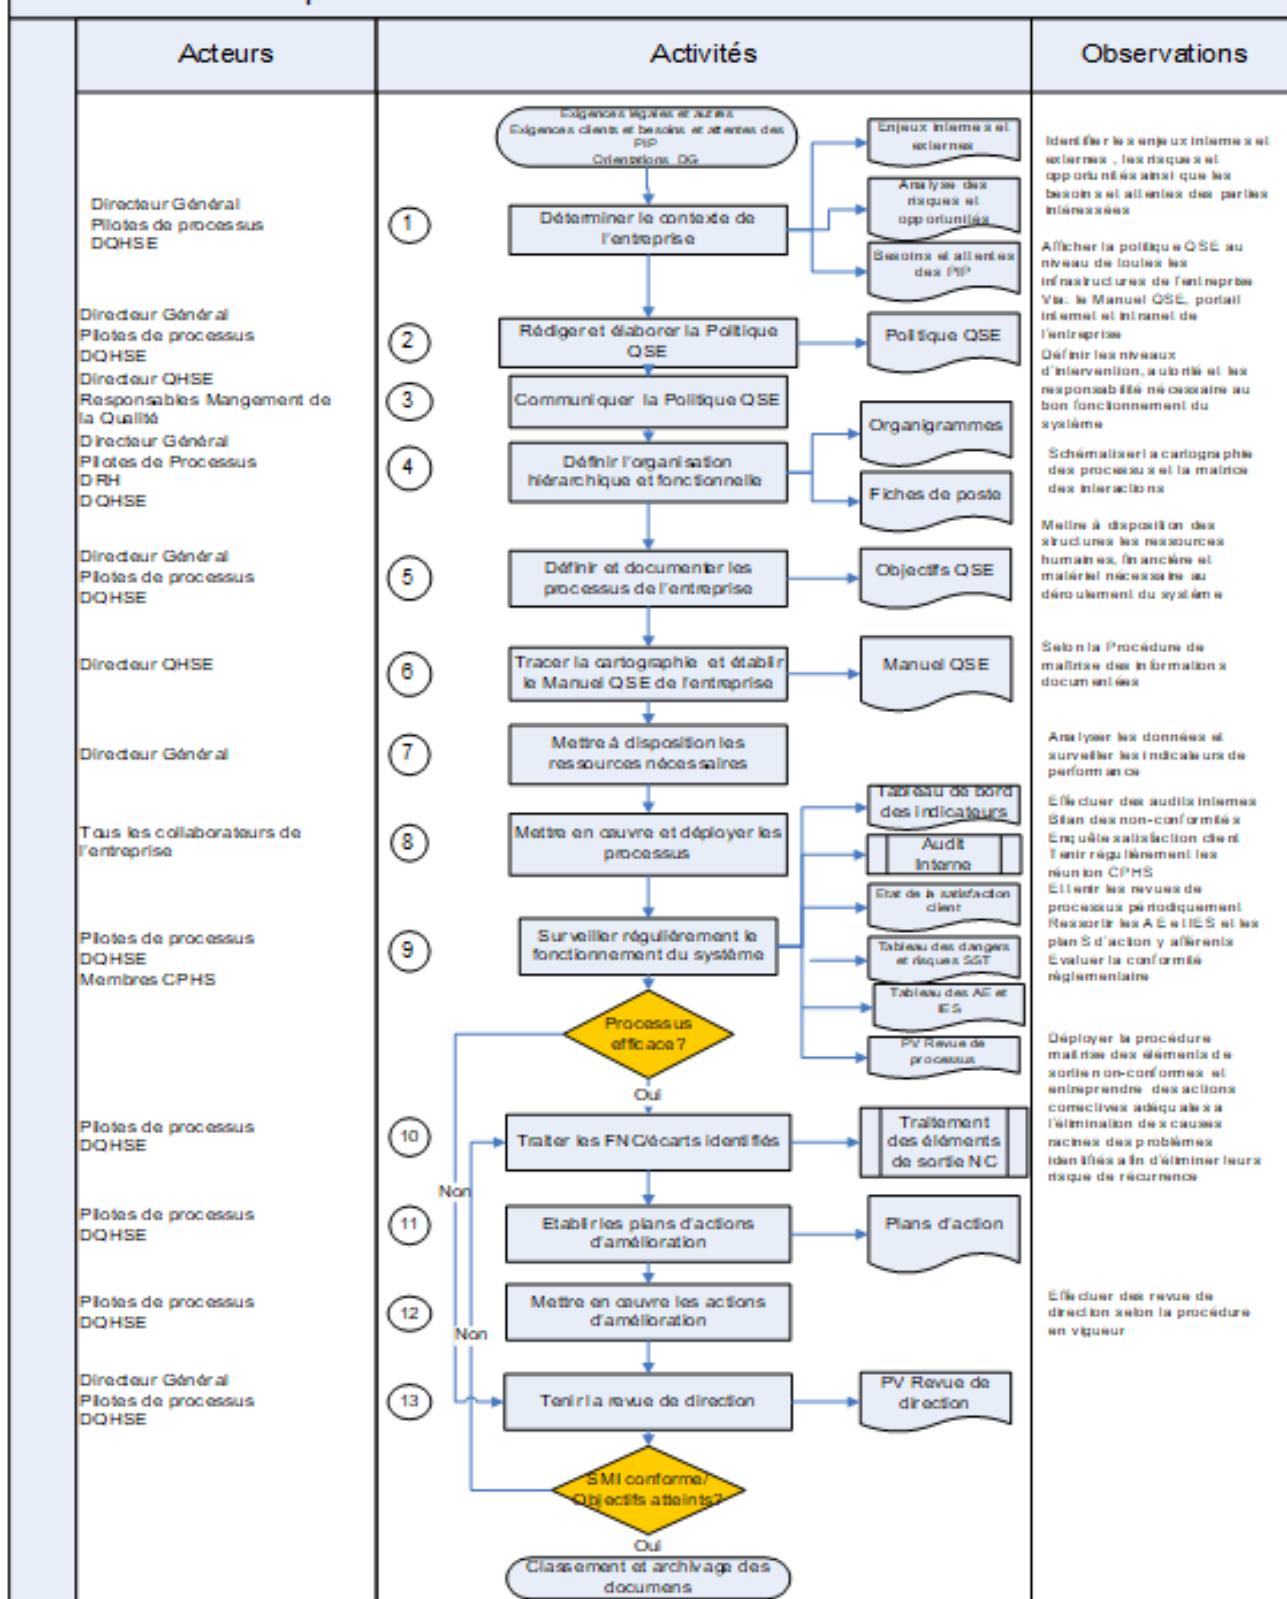 Acteurs
Activités
Observations
Exigences légales et autres
Exigences clients et besoins et attentes des
PIP
Orientations DG
Enjeux internes et
externes
Identifier les enjeux internes et
externes , les risques et
opportunités ainsi que les
besoins et attentes des parties
intéressées
Analyse des
risques et
opportunités
Directeur Général
Pilotes de processus
DQHSE
1
Déterminer le contexte de
l'entreprise
Besoins et attentes
des PIP
Afficher la politique QSE au
niveau de toutes les
infrastructures de l'entreprise
Via: le Manuel QSE, portail
internet et intranet de
l'entreprise
Directeur Général
Pilotes de processus
DQHSE
2
Rédiger et élaborer la Politique
QSE
Politique QSE
Définir les niveaux
d'intervention, autorité et les
responsabilité nécessaire au
bon fonctionnement du
système
Directeur QHSE
Responsables Mangement de
la Qualité
3
Communiquer la Politique QSE
Organigrammes
Directeur Général
Pilotes de Processus
DRH
DQHSE
4
Définir l'organisation
hiérarchique et fonctionnelle
Fiches de poste
Schématiser la cartographie
des processus et la matrice
des interactions
Mettre à disposition des
structures les ressources
humaines, financière et
matériel nécessaire au
déroulement du système
Directeur Général
Pilotes de processus
DQHSE
5
Définir et documenter les
processus de l'entreprise
Objectifs QSE
Directeur QHSE
6
Tracer la cartographie et établir
le Manuel QSE de l'entreprise
Manuel QSE
Selon la Procédure de
maîtrise des informations
documentées
Directeur Général
7
Mettre à disposition les
ressources nécessaires
Analyser les données et
surveiller les indicateurs de
performance
Tableau de bord
des indicateurs
Tous les collaborateurs de
l'entreprise
8
Mettre en œuvre et déployer les
processus
Audit
Interne
Effectuer des audits internes
Bilan des non-conformités
Enquête satisfaction client
Tenir régulièrement les
réunion CPHS
Et tenir les revues de
processus périodiquement
Ressortir les AE et IES et les
plan S d'action y afférents
Evaluer la conformité
règlementaire
Etat de la satisfaction
client
Pilotes de processus
DQHSE
Membres CPHS
9
Surveiller régulièrement le
fonctionnement du système
Tableau des dangers
et risques SST
Tableau des AE et
IES
Processus
efficace?
PV Revue de
processus
Oui
Déployer la procédure
maitrise des éléments de
sortie non-conformes et
entreprendre des actions
correctives adéquates a
l'élimination des causes
racines des problèmes
identifiés afin d'éliminer leurs
risque de récurrence
Pilotes de processus
DQHSE
10
Traiter les FNC/écarts identifiés
Traitement
des éléments
de sortie NC
Non
Pilotes de processus
DQHSE
11
Etablir les plans d'actions
d'amélioration
Plans d'action
Pilotes de processus
DQHSE
12
Mettre en œuvre les actions
d'amélioration
Effectuer des revue de
direction selon la procédure
en vigueur
Non
Directeur Général
Pilotes de processus
DQHSE
13
Tenir la revue de direction
PV Revue de
direction
SMI conforme/
Objectifs atteints?
Oui
Classement et archivage des
documens